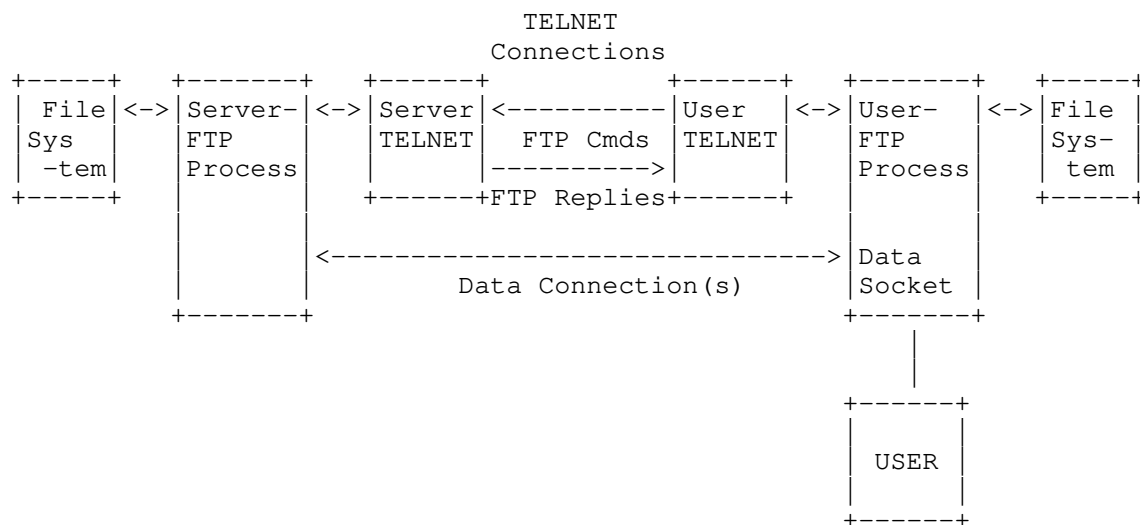 TELNET
Connections
File <-> Server- <-> Server <---------- User <-> User- <-> File
Sys FTP TELNET FTP Cmds TELNET FTP Sys-
-tem Process ----------> Process tem
FTP Replies
<-------------------------------> Data
Data Connection(s) Socket
USER